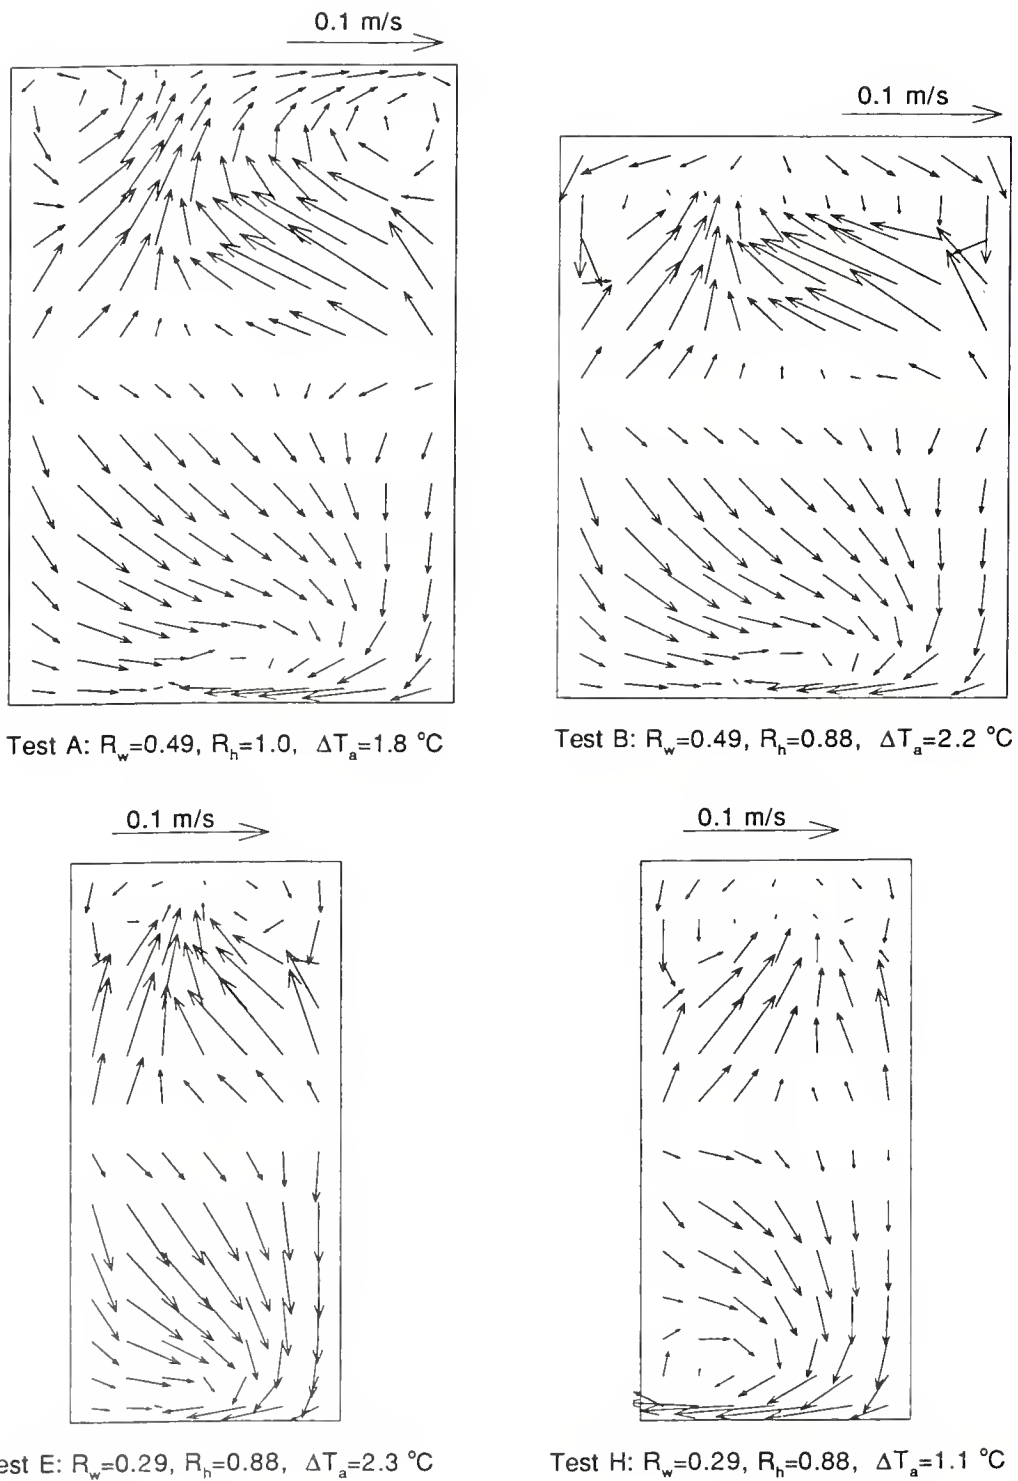 0.1 m/s
0.1 m/s
Test A: R_w=0.49, R_h=1.0, ΔT_a=1.8 °C
Test B: R_w=0.49, R_h=0.88, ΔT_a=2.2 °C
0.1 m/s
0.1 m/s
est E: R_w=0.29, R_h=0.88, ΔT_a=2.3 °C
Test H: R_w=0.29, R_h=0.88, ΔT_a=1.1 °C